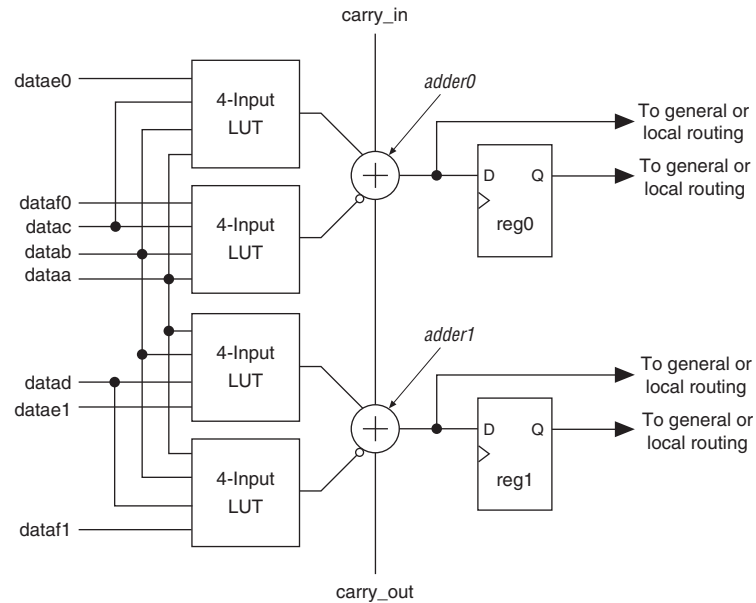 carry_in
adder0
datae0
4-Input
LUT
To general or
local routing
D Q
reg0
To general or
local routing
dataf0
datac
datab
dataa
4-Input
LUT
adder1
4-Input
LUT
To general or
local routing
datad
datae1
D Q
reg1
To general or
local routing
4-Input
LUT
dataf1
carry_out